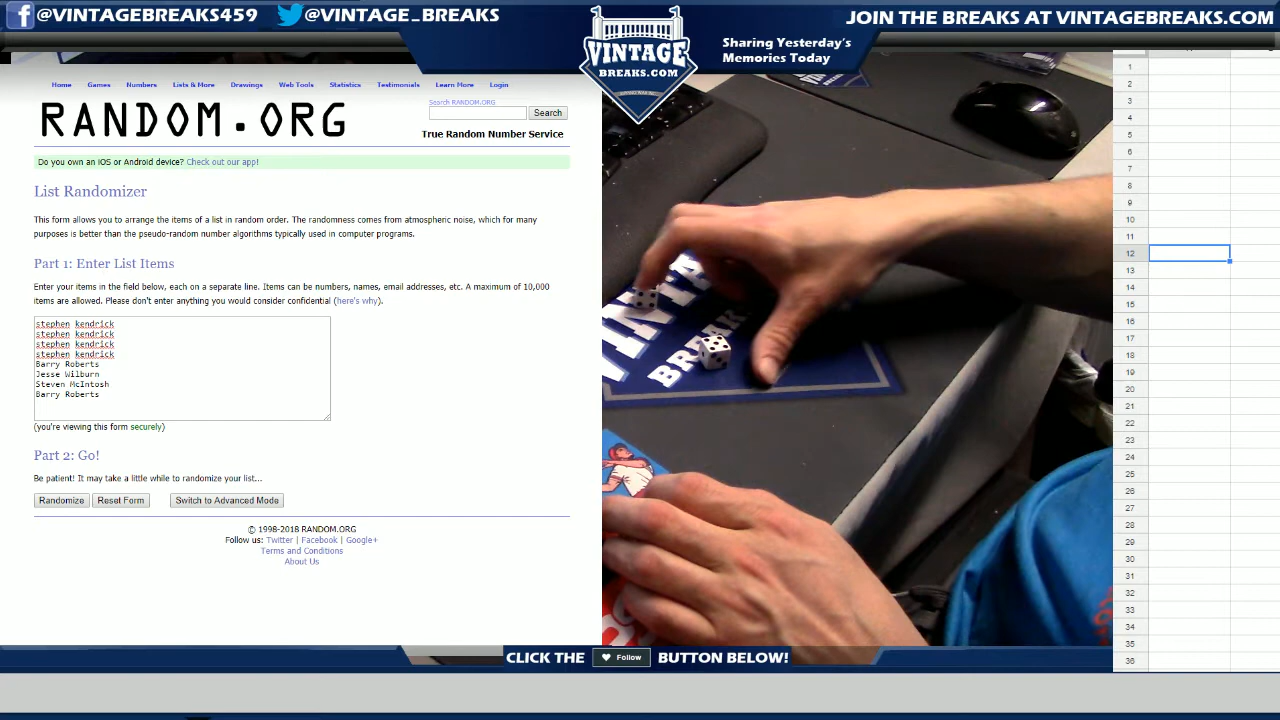 @VINTAGEBREAKS459
@VINTAGE_BREAKS
JOIN THE BREAKS AT VINTAGEBREAKS.COM
VINTAGE
BREAKS.COM
Sharing Yesterday's
Memories Today
Home Games Numbers Lists & More Drawings Web Tools Statistics Testimonials Learn More Login
RANDOM.ORG
Search RANDOM.ORG
Search
True Random Number Service
Do you own an iOS or Android device? Check out our app!
List Randomizer
This form allows you to arrange the items of a list in random order. The randomness comes from atmospheric noise, which for many
purposes is better than the pseudo-random number algorithms typically used in computer programs.
Part 1: Enter List Items
Enter your items in the field below, each on a separate line. Items can be numbers, names, email addresses, etc. A maximum of 10,000
items are allowed. Please don't enter anything you would consider confidential (here's why).
stephen kendrick
stephen kendrick
stephen kendrick
stephen kendrick
Barry Roberts
Jesse Wilburn
Steven McIntosh
Barry Roberts
(you're viewing this form securely)
Part 2: Go!
Be patient! It may take a little while to randomize your list...
Randomize Reset Form Switch to Advanced Mode
© 1998-2018 RANDOM.ORG
Follow us: Twitter | Facebook | Google+
Terms and Conditions
About Us
1
2
3
4
5
6
7
8
9
10
11
12
13
14
15
16
17
18
19
20
21
22
23
24
25
26
27
28
29
30
31
32
33
34
35
36
CLICK THE Follow BUTTON BELOW!